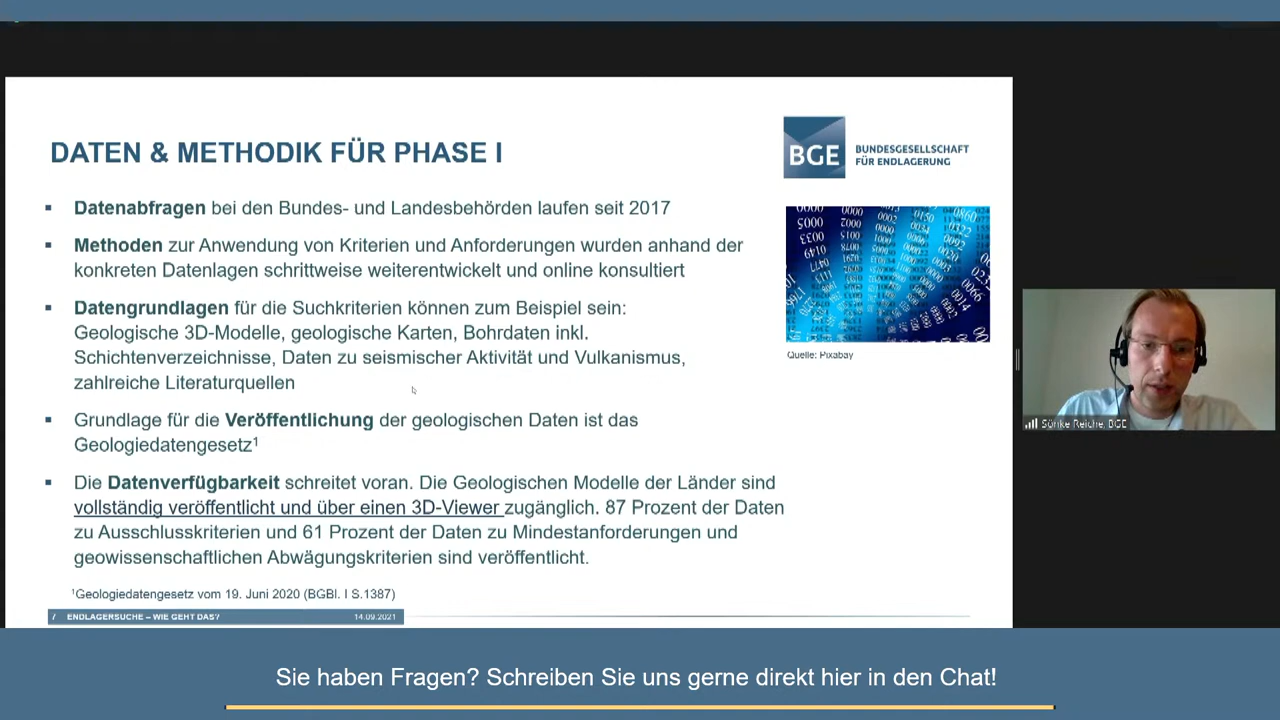 DATEN & METHODIK FÜR PHASE I
BGE
BUNDESGESELLSCHAFT
FÜR ENDLAGERUNG
▪ Datenabfragen bei den Bundes- und Landesbehörden laufen seit 2017
▪ Methoden zur Anwendung von Kriterien und Anforderungen wurden anhand der
konkreten Datenlagen schrittweise weiterentwickelt und online konsultiert
▪ Datengrundlagen für die Suchkriterien können zum Beispiel sein:
Geologische 3D-Modelle, geologische Karten, Bohrdaten inkl.
Schichtenverzeichnisse, Daten zu seismischer Aktivität und Vulkanismus,
zahlreiche Literaturquellen
▪ Grundlage für die Veröffentlichung der geologischen Daten ist das
Geologiedatengesetz¹
▪ Die Datenverfügbarkeit schreitet voran. Die Geologischen Modelle der Länder sind
vollständig veröffentlicht und über einen 3D-Viewer zugänglich. 87 Prozent der Daten
zu Ausschlusskriterien und 61 Prozent der Daten zu Mindestanforderungen und
geowissenschaftlichen Abwägungskriterien sind veröffentlicht.
¹Geologiedatengesetz vom 19. Juni 2020 (BGBl. I S.1387)
7 ENDLAGERSUCHE – WIE GEHT DAS? 14.09.2021
Quelle: Pixabay
Sönke Reiche, BGE
Sie haben Fragen? Schreiben Sie uns gerne direkt hier in den Chat!